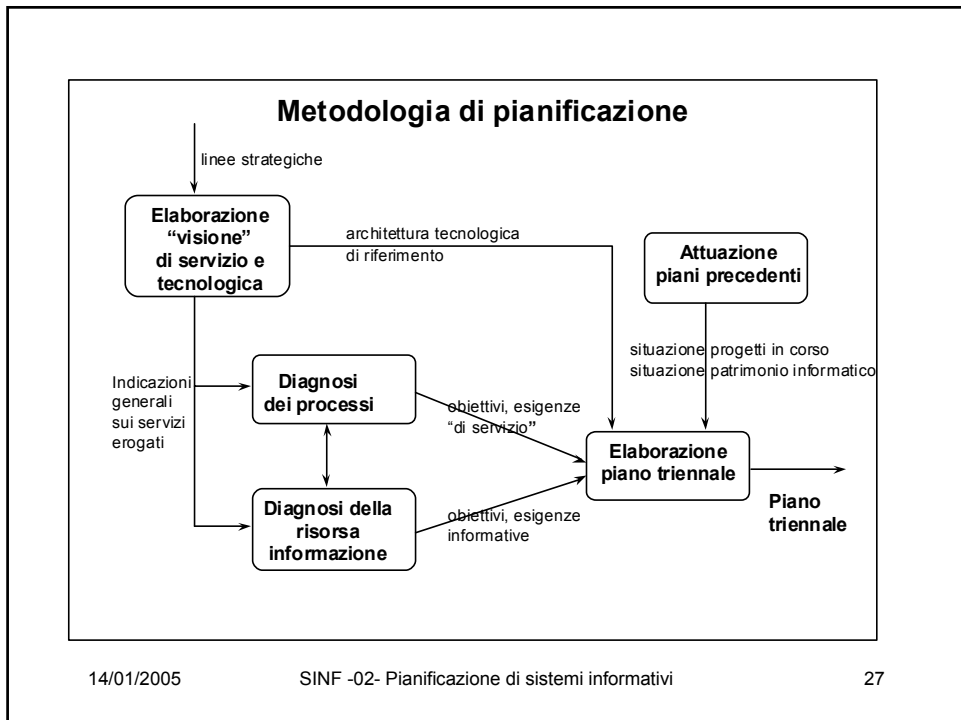 Metodologia di pianificazione
linee strategiche
Elaborazione
“visione”
di servizio e
tecnologica
architettura tecnologica
di riferimento
Attuazione
piani precedenti
situazione progetti in corso
situazione patrimonio informatico
Indicazioni
generali
sui servizi
erogati
Diagnosi
dei processi
obiettivi, esigenze
“di servizio”
Elaborazione
piano triennale
Piano
triennale
Diagnosi della
risorsa
informazione
obiettivi, esigenze
informative
14/01/2005
SINF -02- Pianificazione di sistemi informativi
27